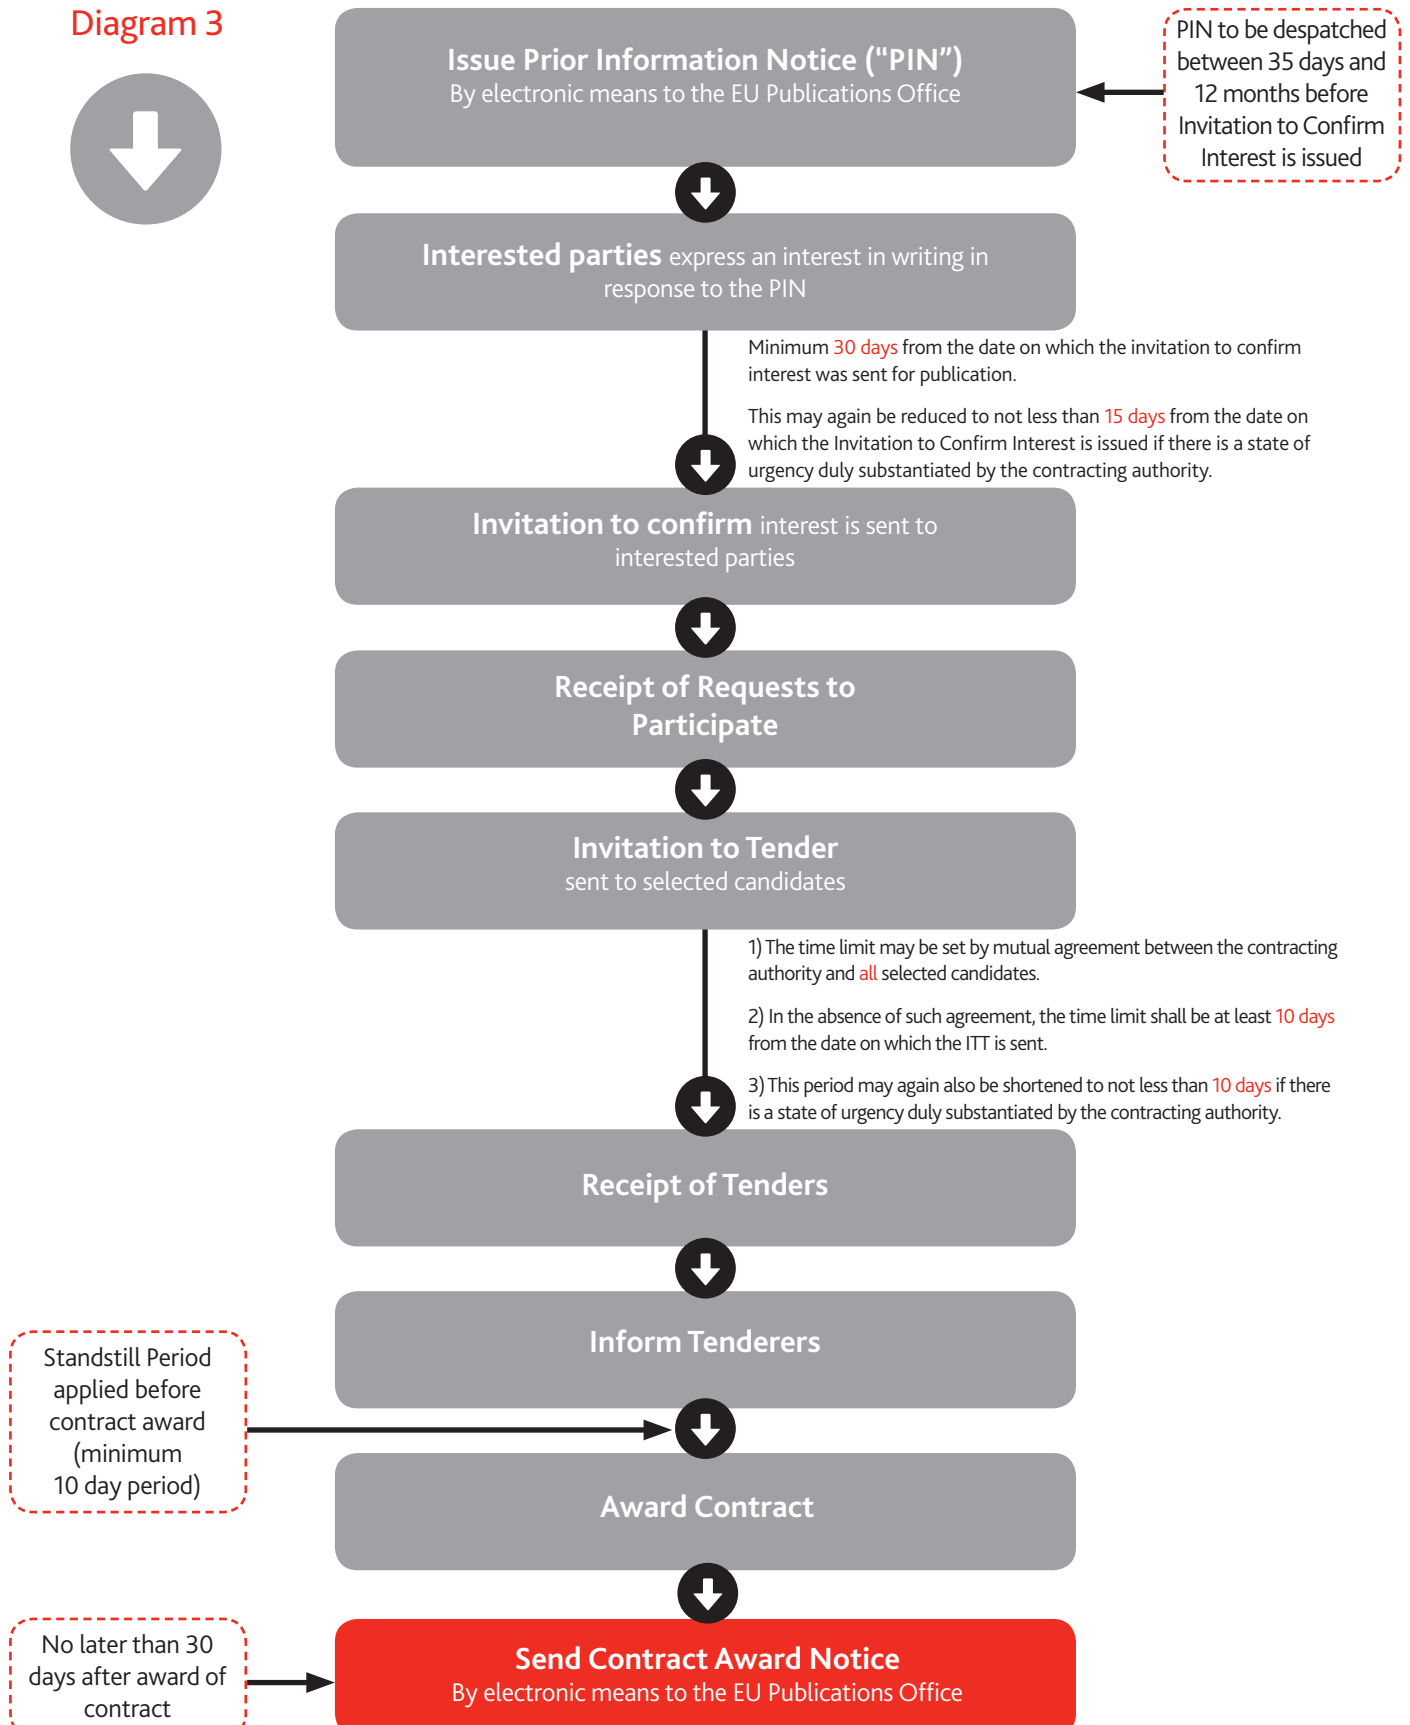 Diagram 3
Issue Prior Information Notice (“PIN”)
By electronic means to the EU Publications Office
PIN to be despatched
between 35 days and
12 months before
Invitation to Confirm
Interest is issued
Interested parties express an interest in writing in
response to the PIN
Minimum 30 days from the date on which the invitation to confirm
interest was sent for publication.
This may again be reduced to not less than 15 days from the date on
which the Invitation to Confirm Interest is issued if there is a state of
urgency duly substantiated by the contracting authority.
Invitation to confirm interest is sent to
interested parties
Receipt of Requests to
Participate
Invitation to Tender
sent to selected candidates
1) The time limit may be set by mutual agreement between the contracting
authority and all selected candidates.
2) In the absence of such agreement, the time limit shall be at least 10 days
from the date on which the ITT is sent.
3) This period may again also be shortened to not less than 10 days if there
is a state of urgency duly substantiated by the contracting authority.
Receipt of Tenders
Inform Tenderers
Standstill Period
applied before
contract award
(minimum
10 day period)
Award Contract
No later than 30
days after award of
contract
Send Contract Award Notice
By electronic means to the EU Publications Office